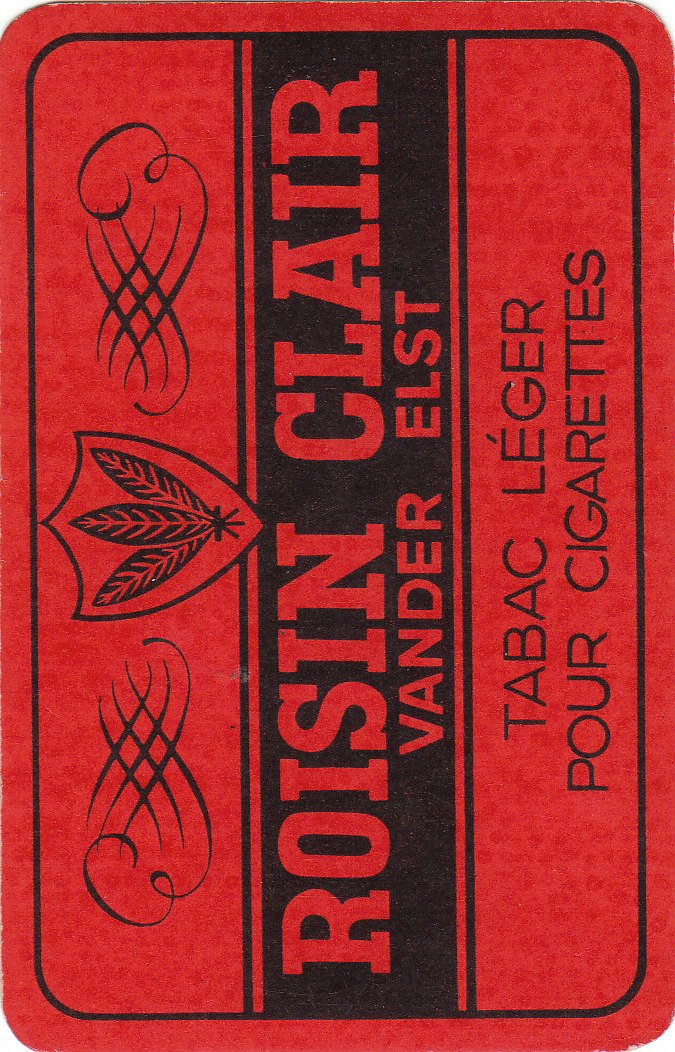 ROISIN CLAIR
VANDER ELST
TABAC LÉGER
POUR CIGARETTES